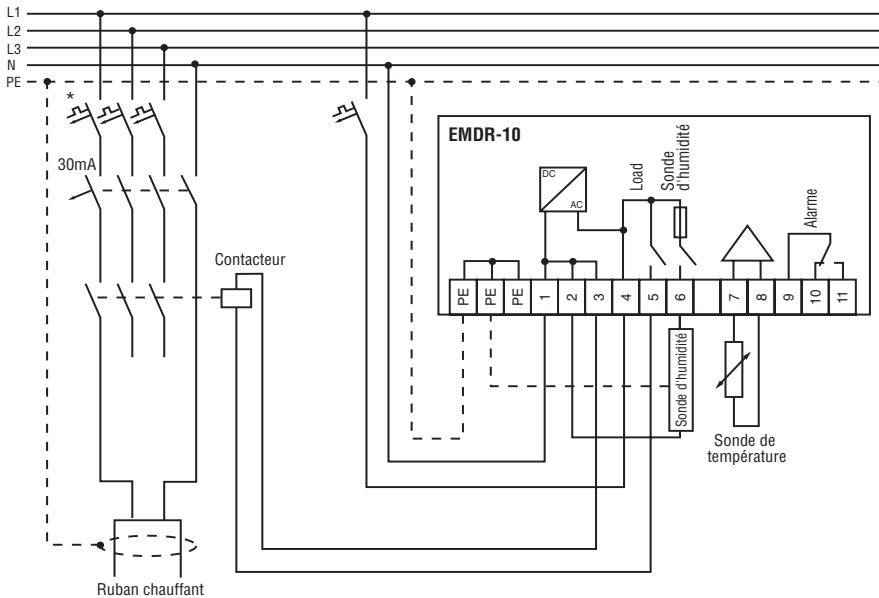 L1
L2
L3
N
PE
*
30mA
Contacteur
EMDR-10
DC
AC
Load
Sonde
d'humidité
Alarme
PE
PE
PE
1
2
3
4
5
6
7
8
9
10
11
Sonde d'humidité
Sonde de
température
Ruban chauffant